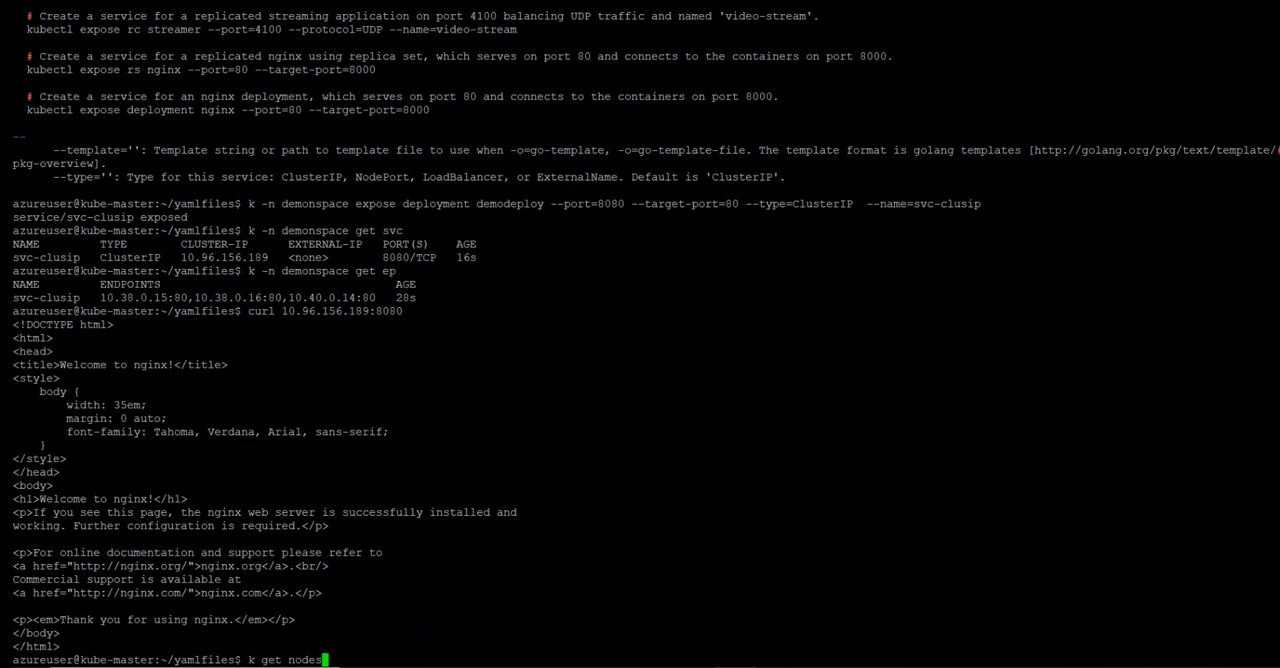 # Create a service for a replicated streaming application on port 4100 balancing UDP traffic and named 'video-stream'.
kubectl expose rc streamer --port=4100 --protocol=UDP --name=video-stream
# Create a service for a replicated nginx using replica set, which serves on port 80 and connects to the containers on port 8000.
kubectl expose rs nginx --port=80 --target-port=8000
# Create a service for an nginx deployment, which serves on port 80 and connects to the containers on port 8000.
kubectl expose deployment nginx --port=80 --target-port=8000
--
--template='': Template string or path to template file to use when -o=go-template, -o=go-template-file. The template format is golang templates [http://golang.org/pkg/text/template/#
pkg-overview].
--type='': Type for this service: ClusterIP, NodePort, LoadBalancer, or ExternalName. Default is 'ClusterIP'.
azureuser@kube-master:~/yamlfiles$ k -n demonspace expose deployment demodeploy --port=8080 --target-port=80 --type=ClusterIP  --name=svc-clusip
service/svc-clusip exposed
azureuser@kube-master:~/yamlfiles$ k -n demonspace get svc
NAME         TYPE        CLUSTER-IP      EXTERNAL-IP   PORT(S)    AGE
svc-clusip   ClusterIP   10.96.156.189   <none>        8080/TCP   16s
azureuser@kube-master:~/yamlfiles$ k -n demonspace get ep
NAME         ENDPOINTS                                   AGE
svc-clusip   10.38.0.15:80,10.38.0.16:80,10.40.0.14:80   28s
azureuser@kube-master:~/yamlfiles$ curl 10.96.156.189:8080
<!DOCTYPE html>
<html>
<head>
<title>Welcome to nginx!</title>
<style>
body {
width: 35em;
margin: 0 auto;
font-family: Tahoma, Verdana, Arial, sans-serif;
}
</style>
</head>
<body>
<h1>Welcome to nginx!</h1>
<p>If you see this page, the nginx web server is successfully installed and
working. Further configuration is required.</p>
<p>For online documentation and support please refer to
<a href="http://nginx.org/">nginx.org</a>.<br/>
Commercial support is available at
<a href="http://nginx.com/">nginx.com</a>.</p>
<p><em>Thank you for using nginx.</em></p>
</body>
</html>
azureuser@kube-master:~/yamlfiles$ k get nodes